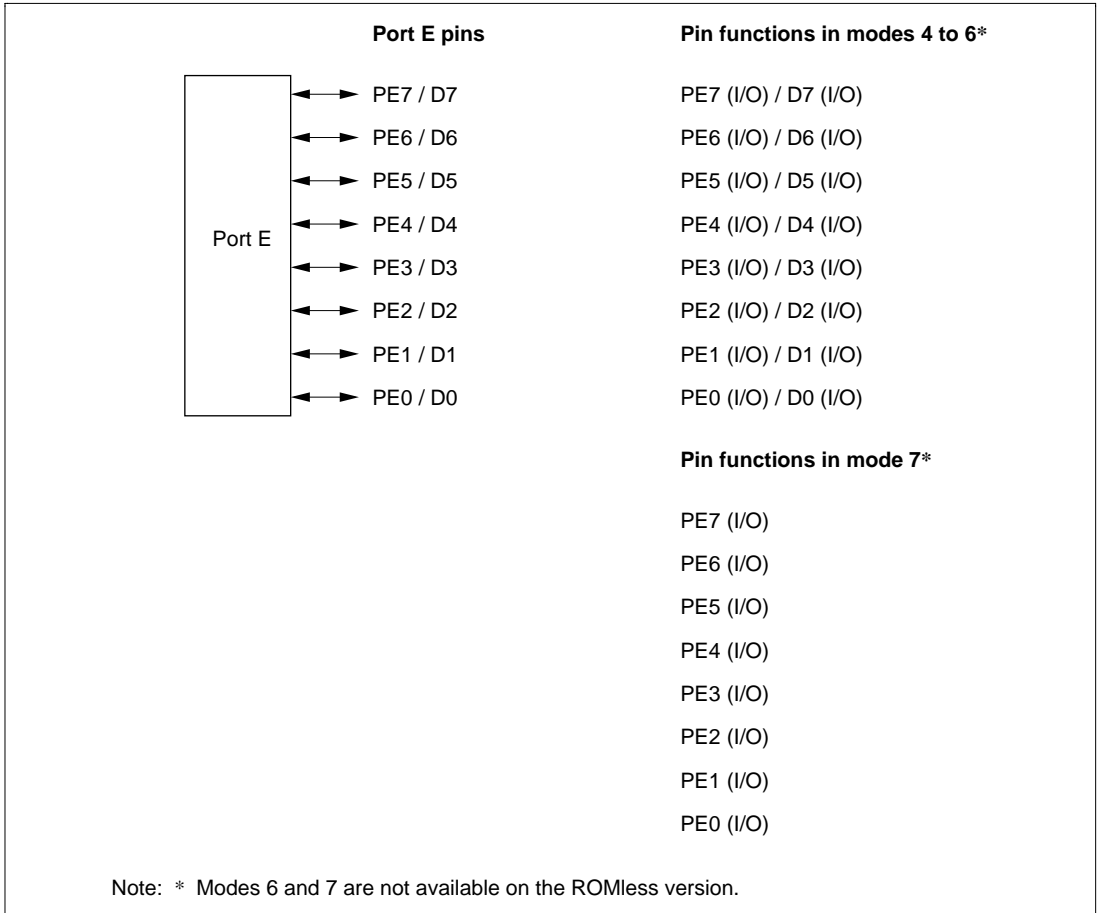 Port E pins Pin functions in modes 4 to 6*
PE7 / D7 PE7 (I/O) / D7 (I/O)
PE6 / D6 PE6 (I/O) / D6 (I/O)
PE5 / D5 PE5 (I/O) / D5 (I/O)
Port E PE4 / D4 PE4 (I/O) / D4 (I/O)
PE3 / D3 PE3 (I/O) / D3 (I/O)
PE2 / D2 PE2 (I/O) / D2 (I/O)
PE1 / D1 PE1 (I/O) / D1 (I/O)
PE0 / D0 PE0 (I/O) / D0 (I/O)
Pin functions in mode 7*
PE7 (I/O)
PE6 (I/O)
PE5 (I/O)
PE4 (I/O)
PE3 (I/O)
PE2 (I/O)
PE1 (I/O)
PE0 (I/O)
Note: * Modes 6 and 7 are not available on the ROMless version.